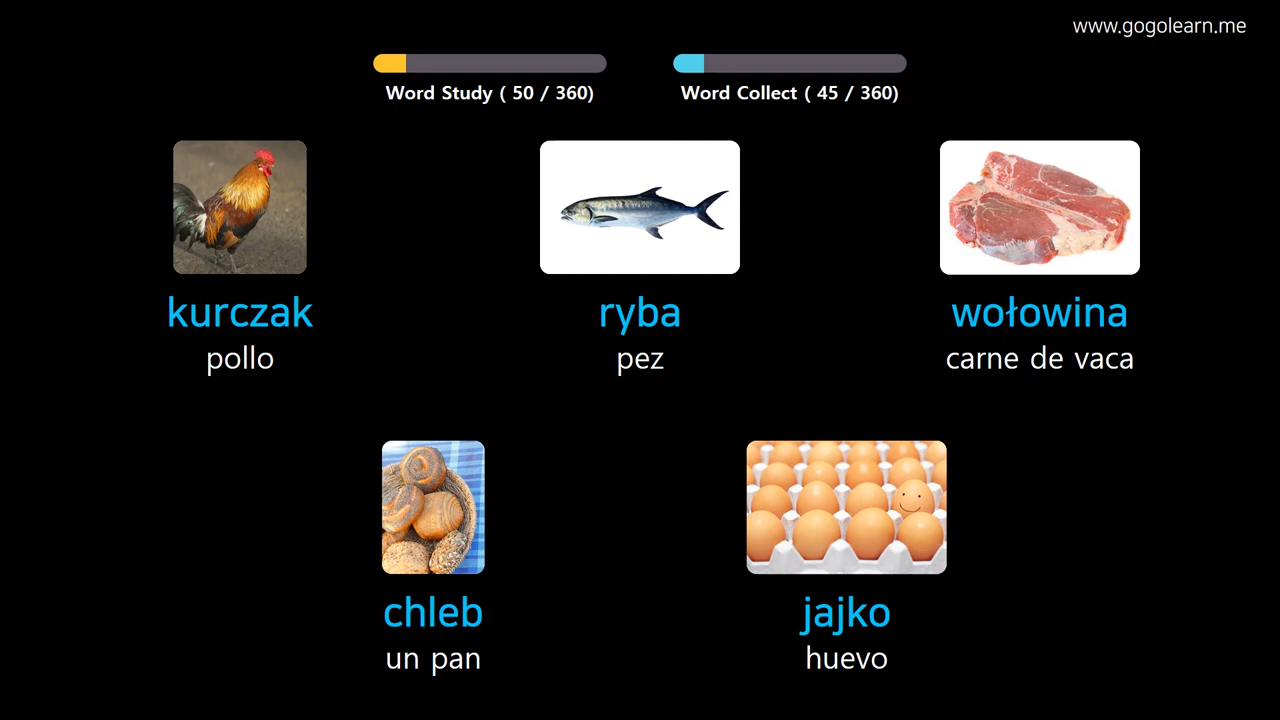 www.gogolearn.me
Word Study ( 50 / 360)
Word Collect ( 45 / 360)
kurczak
pollo
ryba
pez
wołowina
carne de vaca
chleb
un pan
jajko
huevo